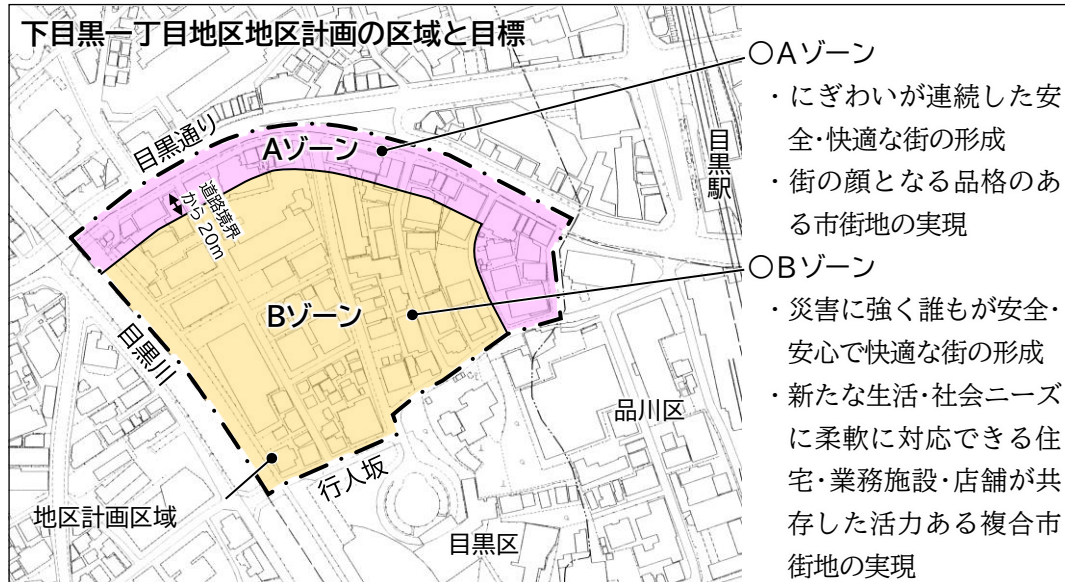 下目黒一丁目地区地区計画の区域と目標
目黒通り
Aゾーン
道路境界
から20m
Bゾーン
目黒川
行人坂
地区計画区域
目黒区
品川区
目黒駅
○Aゾーン
・にぎわいが連続した安
全・快適な街の形成
・街の顔となる品格のあ
る市街地の実現
○Bゾーン
・災害に強く誰もが安全・
安心で快適な街の形成
・新たな生活・社会ニーズ
に柔軟に対応できる住
宅・業務施設・店舗が共
存した活力ある複合市
街地の実現